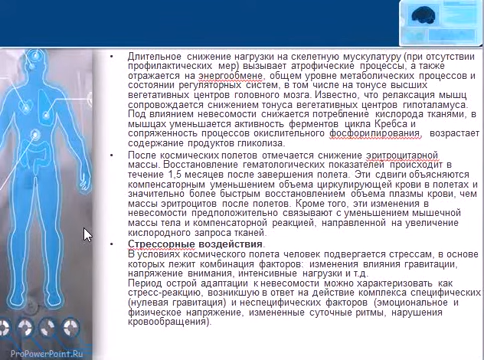 • Длительное снижение нагрузки на скелетную мускулатуру (при отсутствии
профилактических мер) вызывает атрофические процессы, а также
отражается на энергообмене, общем уровне метаболических процессов и
состоянии регуляторных систем, в том числе на тонусе высших
вегетативных центров головного мозга. Известно, что релаксация мышц
сопровождается снижением тонуса вегетативных центров гипоталамуса.
Под влиянием невесомости снижается потребление кислорода тканями, в
мышцах уменьшается активность ферментов цикла Кребса и
сопряженность процессов окислительного фосфорилирования, возрастает
содержание продуктов гликолиза.
• После космических полетов отмечается снижение эритроцитарной
массы. Восстановление гематологических показателей происходит в
течение 1,5 месяцев после завершения полета. Эти сдвиги объясняются
компенсаторным уменьшением объема циркулирующей крови в полетах и
значительно более быстрым восстановлением объема плазмы крови, чем
массы эритроцитов после полетов. Кроме того, эти изменения в
невесомости предположительно связывают с уменьшением мышечной
массы тела и компенсаторной реакцией, направленной на увеличение
кислородного запроса тканей.
• Стрессорные воздействия.
В условиях космического полета человек подвергается стрессам, в основе
которых лежит комбинация факторов: изменения влияния гравитации,
напряжение внимания, интенсивные нагрузки и т.д.
Период острой адаптации к невесомости можно характеризовать как
стресс-реакцию, возникшую в ответ на действие комплекса специфических
(нулевая гравитация) и неспецифических факторов (эмоциональное и
физическое напряжение, измененные суточные ритмы, нарушения
кровообращения).
ProPowerPoint.Ru